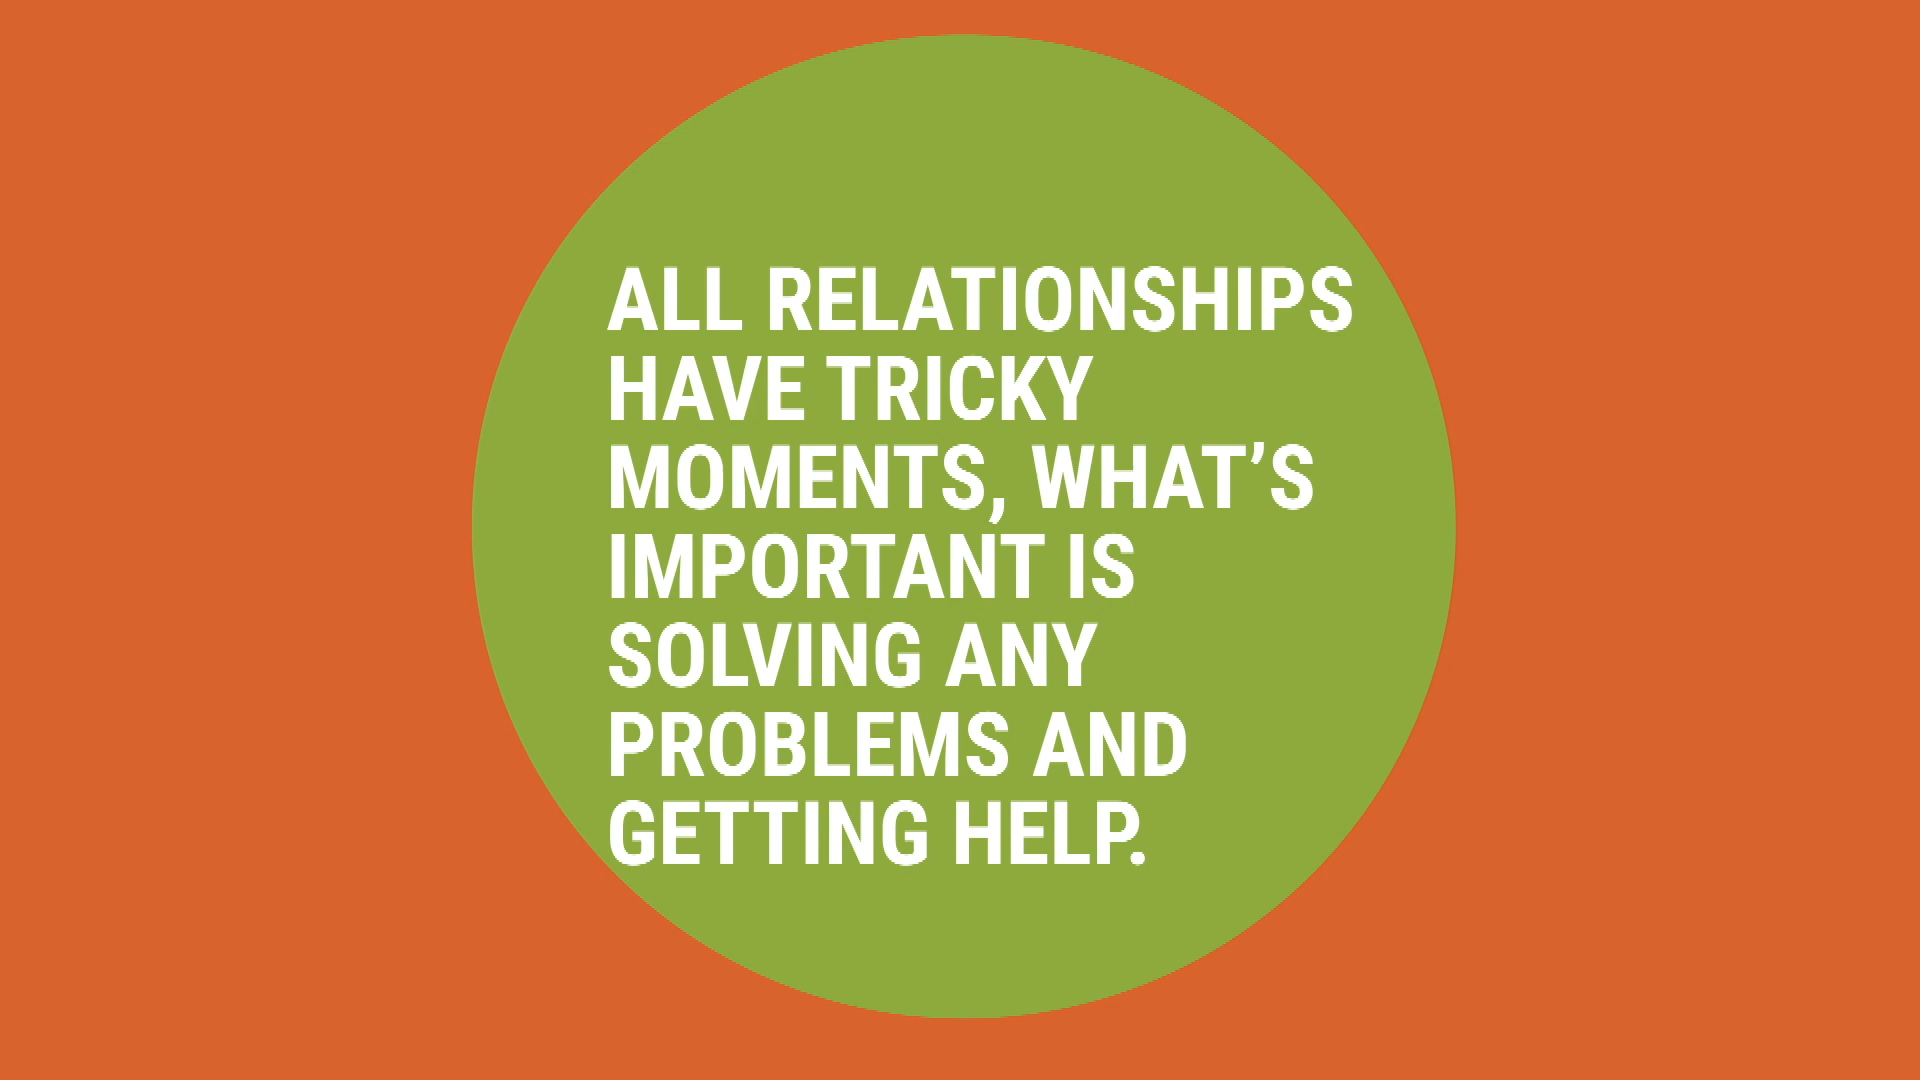 ALL RELATIONSHIPS
HAVE TRICKY
MOMENTS, WHAT’S
IMPORTANT IS
SOLVING ANY
PROBLEMS AND
GETTING HELP.